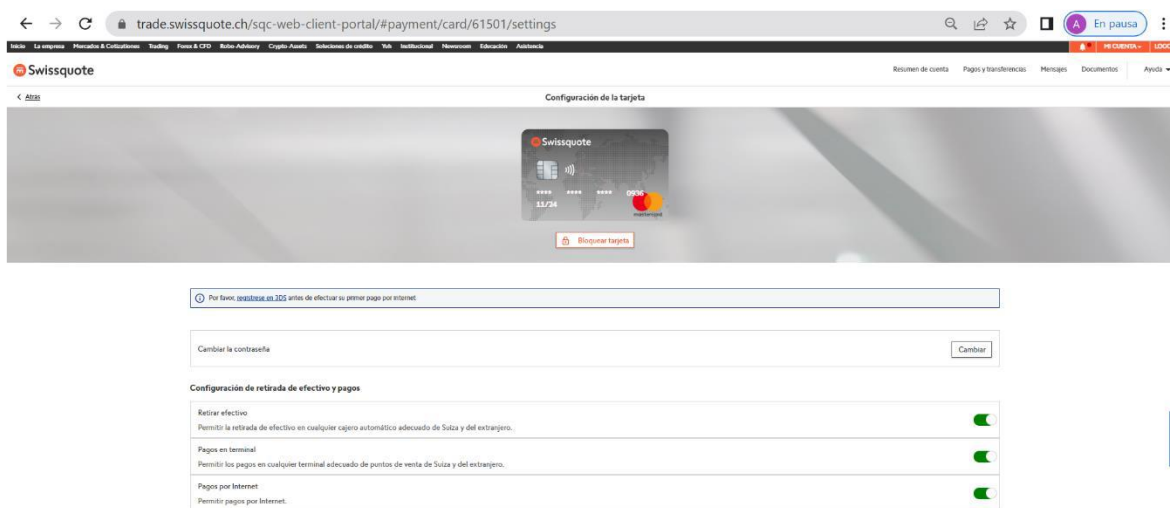 trade.swissquote.ch/sqc-web-client-portal/#payment/card/61501/settings
A En pausa
Inicio La empresa Mercados & Cotizaciones Trading Forex & CFD Robo-Advisory Crypto-Assets Soluciones de crédito Yuh Institucional Newsroom Educación Asistencia
MI CUENTA
Swissquote
Resumen de cuenta Pagos y transferencias Mensajes Documentos Ayuda
Atras
Configuración de la tarjeta
Swissquote
**** **** **** 0936
11/24
mastercard
Bloquear tarjeta
Por favor, regístrese en 3DS antes de efectuar su primer pago por internet.
Cambiar la contraseña
Cambiar
Configuración de retirada de efectivo y pagos
Retirar efectivo
Permitir la retirada de efectivo en cualquier cajero automático adecuado de Suiza y del extranjero.
Pagos en terminal
Permitir los pagos en cualquier terminal adecuado de puntos de venta de Suiza y del extranjero.
Pagos por Internet
Permitir pagos por Internet.